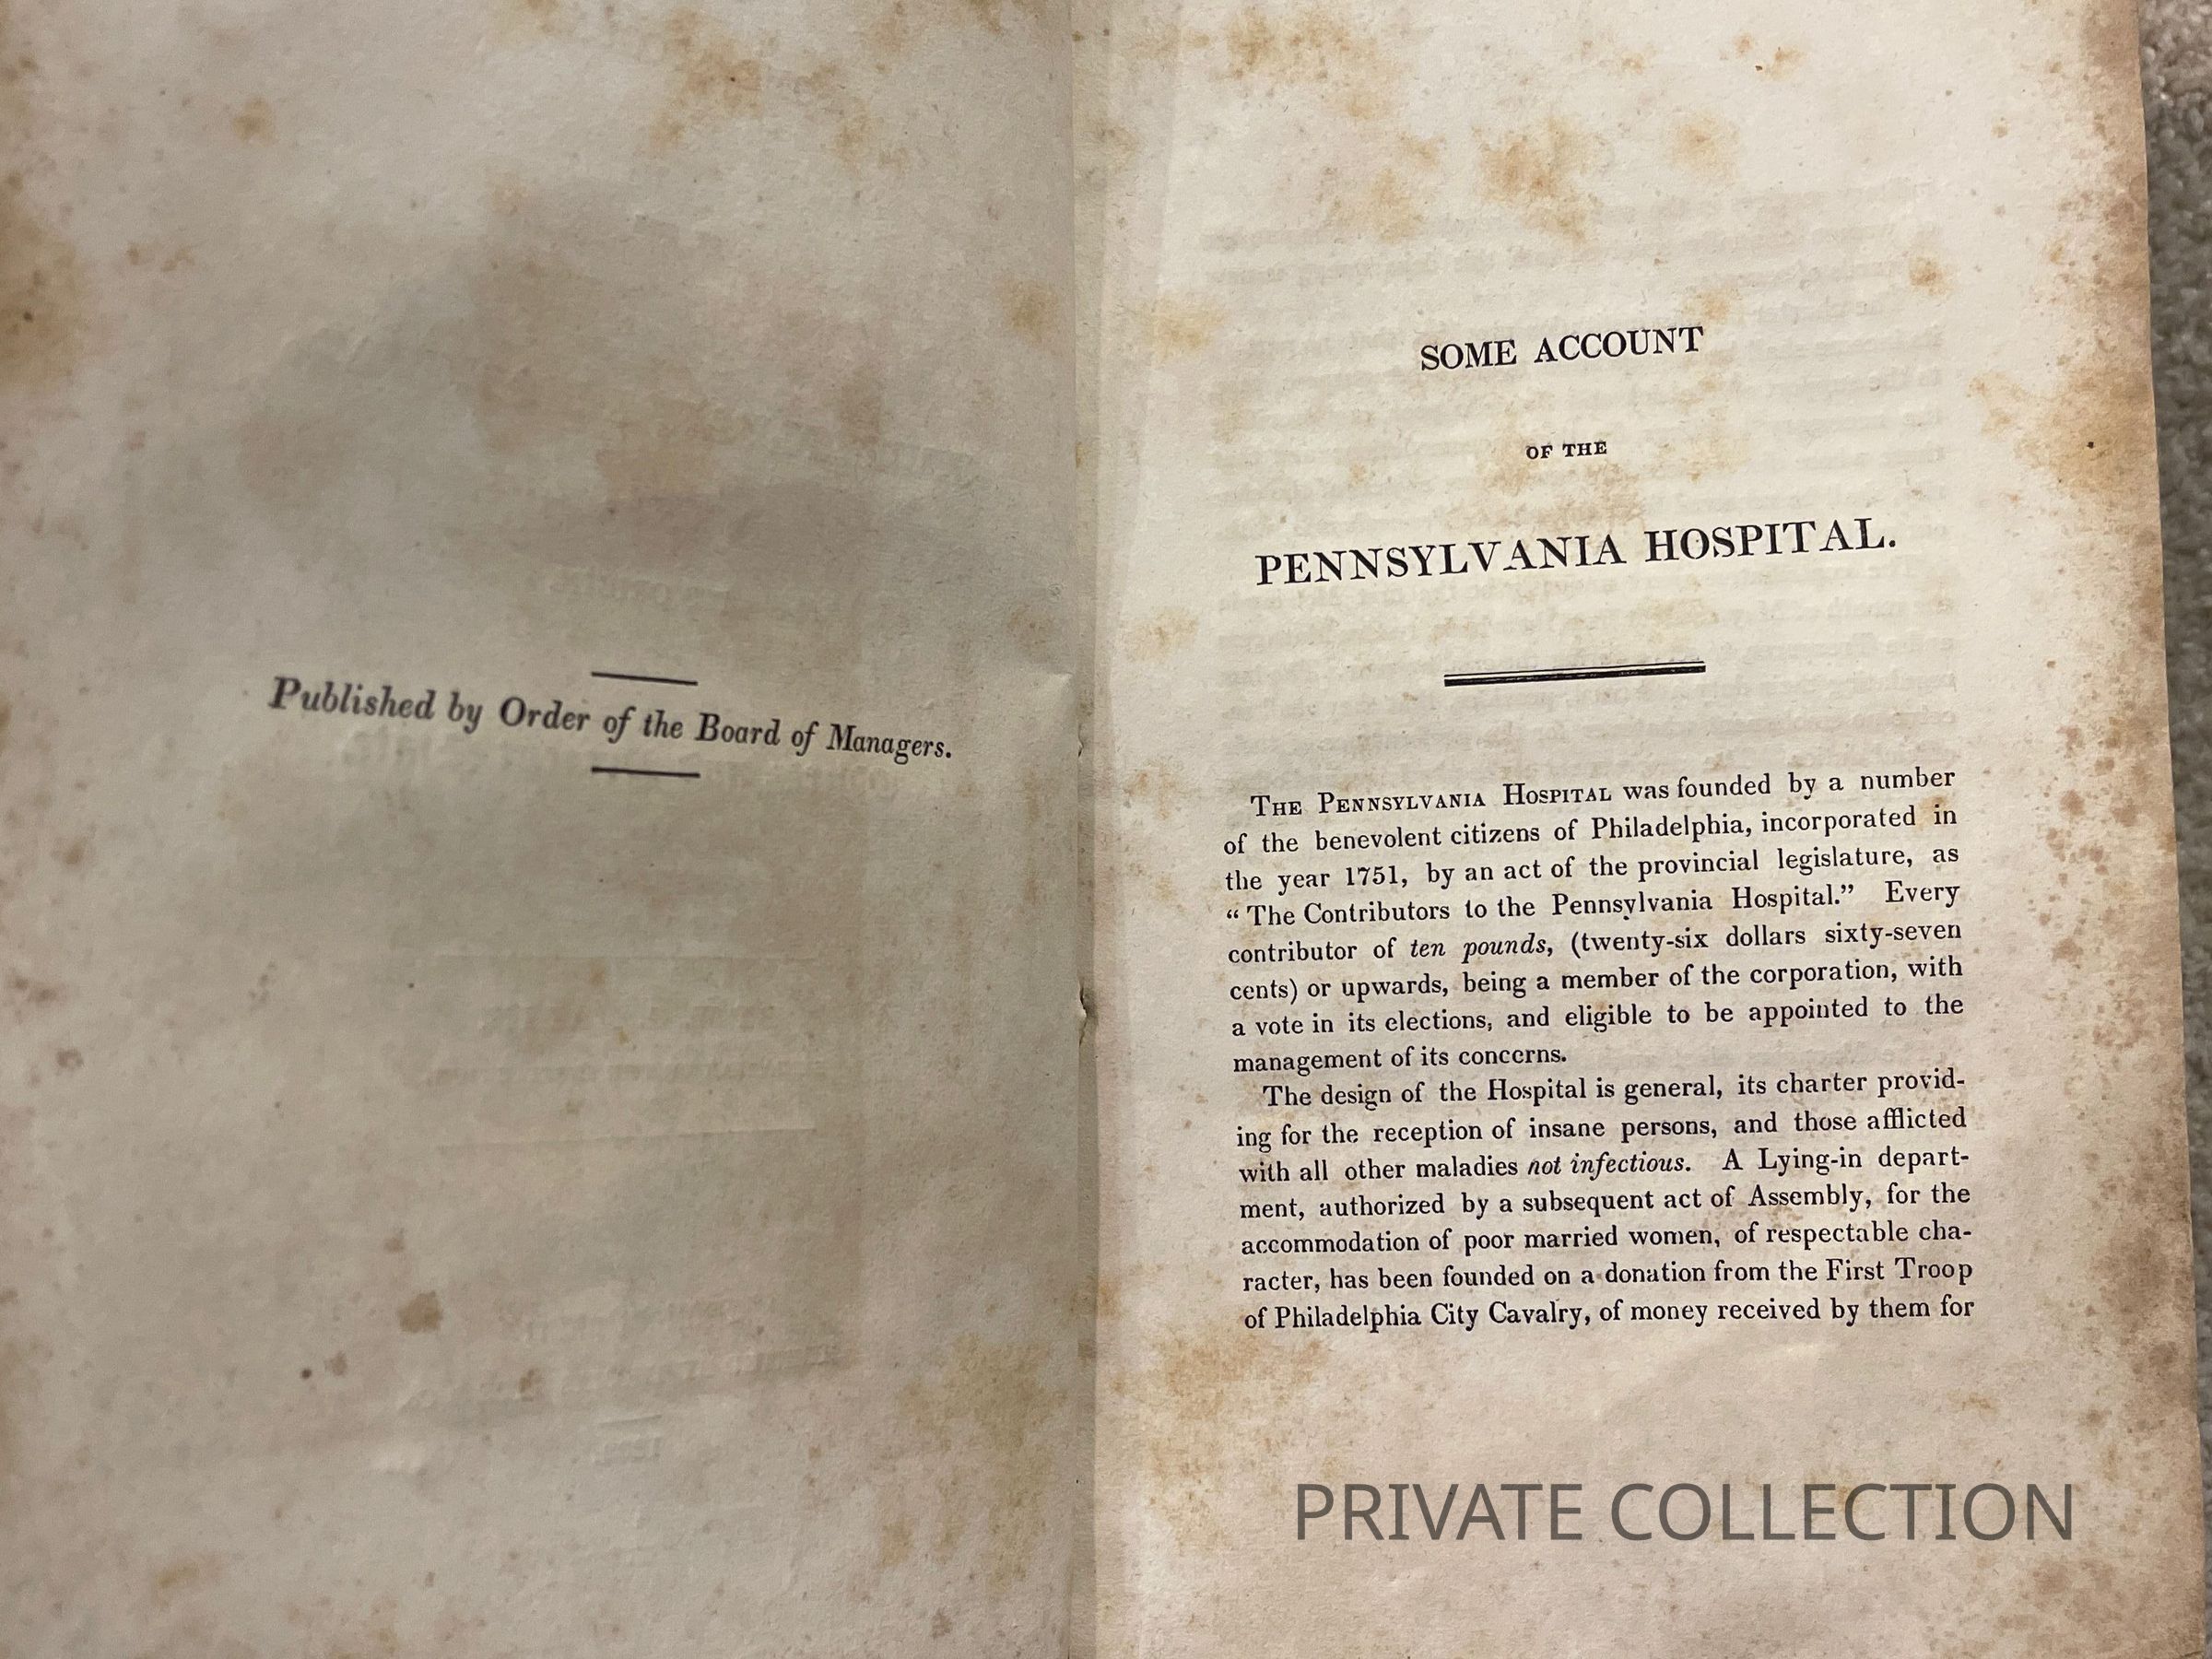 Published by Order of the Board of Managers.
SOME ACCOUNT
OF THE
PENNSYLVANIA HOSPITAL.
THE PENNSYLVANIA HOSPITAL was founded by a number
of the benevolent citizens of Philadelphia, incorporated in
the year 1751, by an act of the provincial legislature, as
“ The Contributors to the Pennsylvania Hospital.” Every
contributor of ten pounds, (twenty-six dollars sixty-seven
cents) or upwards, being a member of the corporation, with
a vote in its elections, and eligible to be appointed to the
management of its concerns.
The design of the Hospital is general, its charter provid-
ing for the reception of insane persons, and those afflicted
with all other maladies not infectious. A Lying-in depart-
ment, authorized by a subsequent act of Assembly, for the
accommodation of poor married women, of respectable cha-
racter, has been founded on a donation from the First Troop
of Philadelphia City Cavalry, of money received by them for
PRIVATE COLLECTION